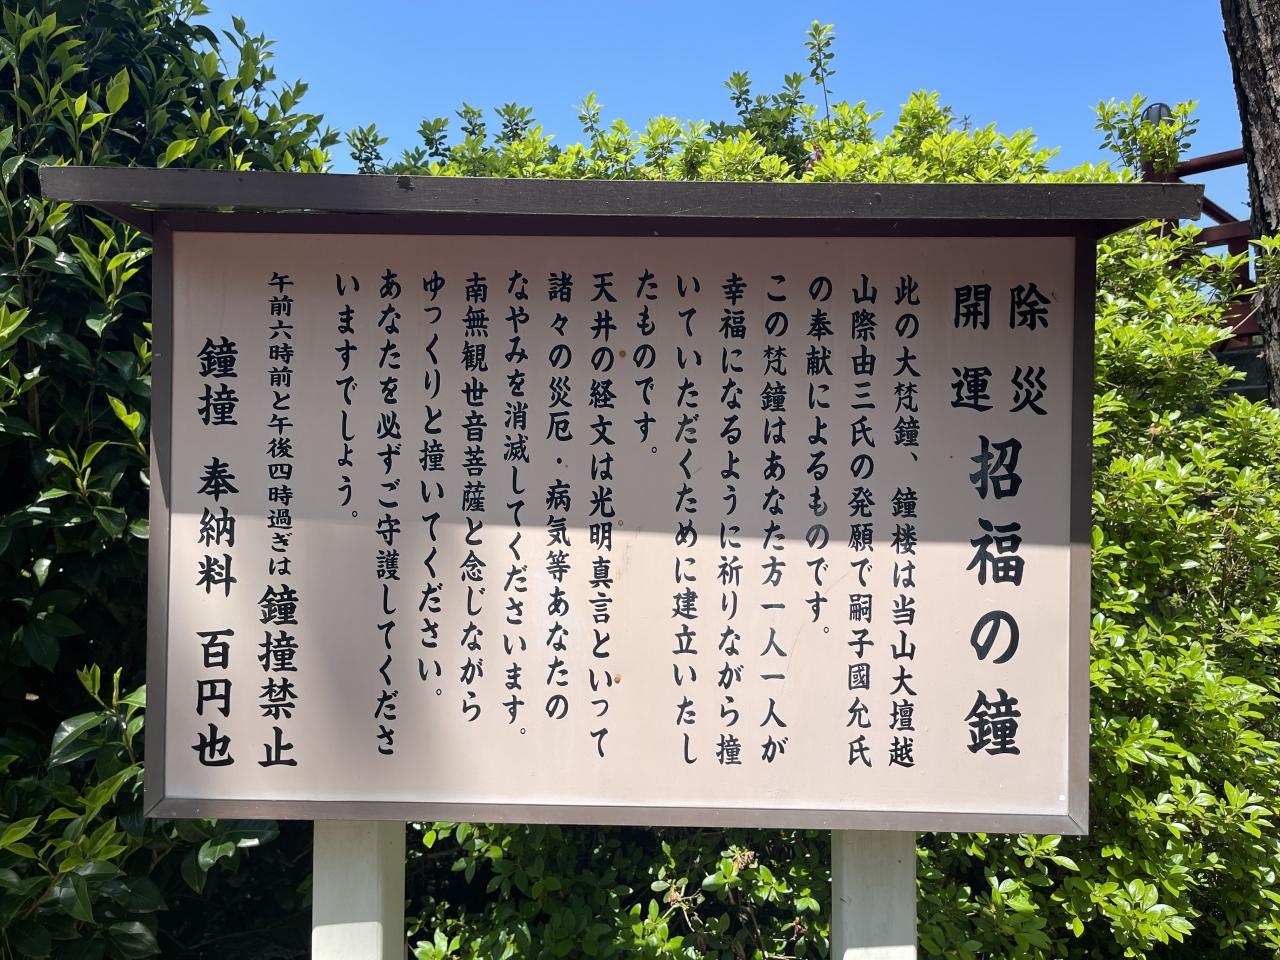 除災
開運
招福の鐘
此の大梵鐘、鐘楼は当山大壇越
山際由三氏の発願で嗣子國允氏
の奉献によるものです。
この梵鐘はあなた方一人一人が
幸福になるように祈りながら撞
いていただくために建立いたし
たものです。
天井の経文は光明真言といって
諸々の災厄・病気等あなたの
なやみを消滅してくださいます。
南無観世音菩薩と念じながら
ゆっくりと撞いてください。
あなたを必ずご守護してくださ
いますでしょう。
午前六時前と午後四時過ぎは 鐘撞禁止
鐘撞 奉納料 百円也